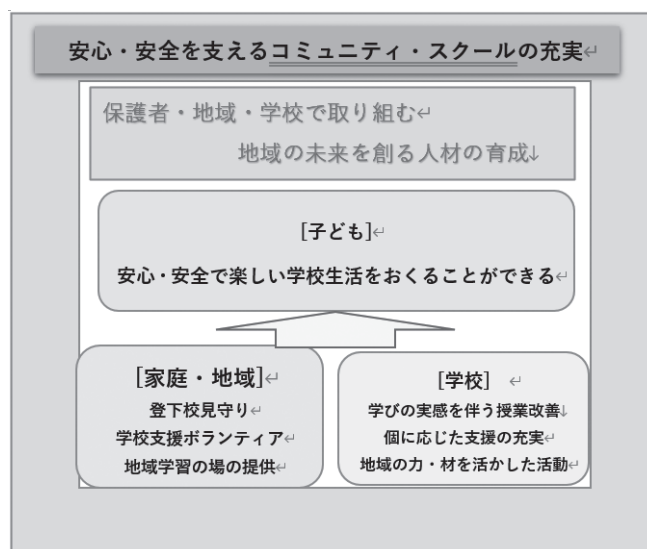 安心・安全を支えるコミュニティ・スクールの充実↵
保護者・地域・学校で取り組む↵
地域の未来を創る人材の育成↓
[子ども]↵
安心・安全で楽しい学校生活をおくることができる↵
[家庭・地域]↵
登下校見守り↵
学校支援ボランティア↵
地域学習の場の提供↵
[学校] ↵
学びの実感を伴う授業改善↓
個に応じた支援の充実↵
地域の力・材を活かした活動↵